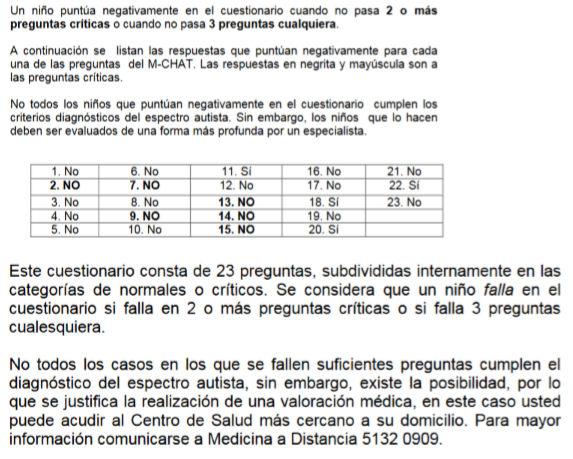 Un niño puntúa negativamente en el cuestionario cuando no pasa 2 o más
preguntas críticas o cuando no pasa 3 preguntas cualquiera.
A continuación se listan las respuestas que puntúan negativamente para cada
una de las preguntas del M-CHAT. Las respuestas en negrita y mayúscula son a
las preguntas críticas.
No todos los niños que puntúan negativamente en el cuestionario cumplen los
criterios diagnósticos del espectro autista. Sin embargo, los niños que lo hacen
deben ser evaluados de una forma más profunda por un especialista.
1. No 6. No 11. Sí 16. No 21. No
2. NO 7. NO 12. No 17. No 22. Sí
3. No 8. No 13. NO 18. Sí 23. No
4. No 9. NO 14. NO 19. No
5. No 10. No 15. NO 20. Sí
Este cuestionario consta de 23 preguntas, subdivididas internamente en las
categorías de normales o críticos. Se considera que un niño falla en el
cuestionario si falla en 2 o más preguntas críticas o si falla 3 preguntas
cualesquiera.
No todos los casos en los que se fallen suficientes preguntas cumplen el
diagnóstico del espectro autista, sin embargo, existe la posibilidad, por lo
que se justifica la realización de una valoración médica, en este caso usted
puede acudir al Centro de Salud más cercano a su domicilio. Para mayor
información comunicarse a Medicina a Distancia 5132 0909.